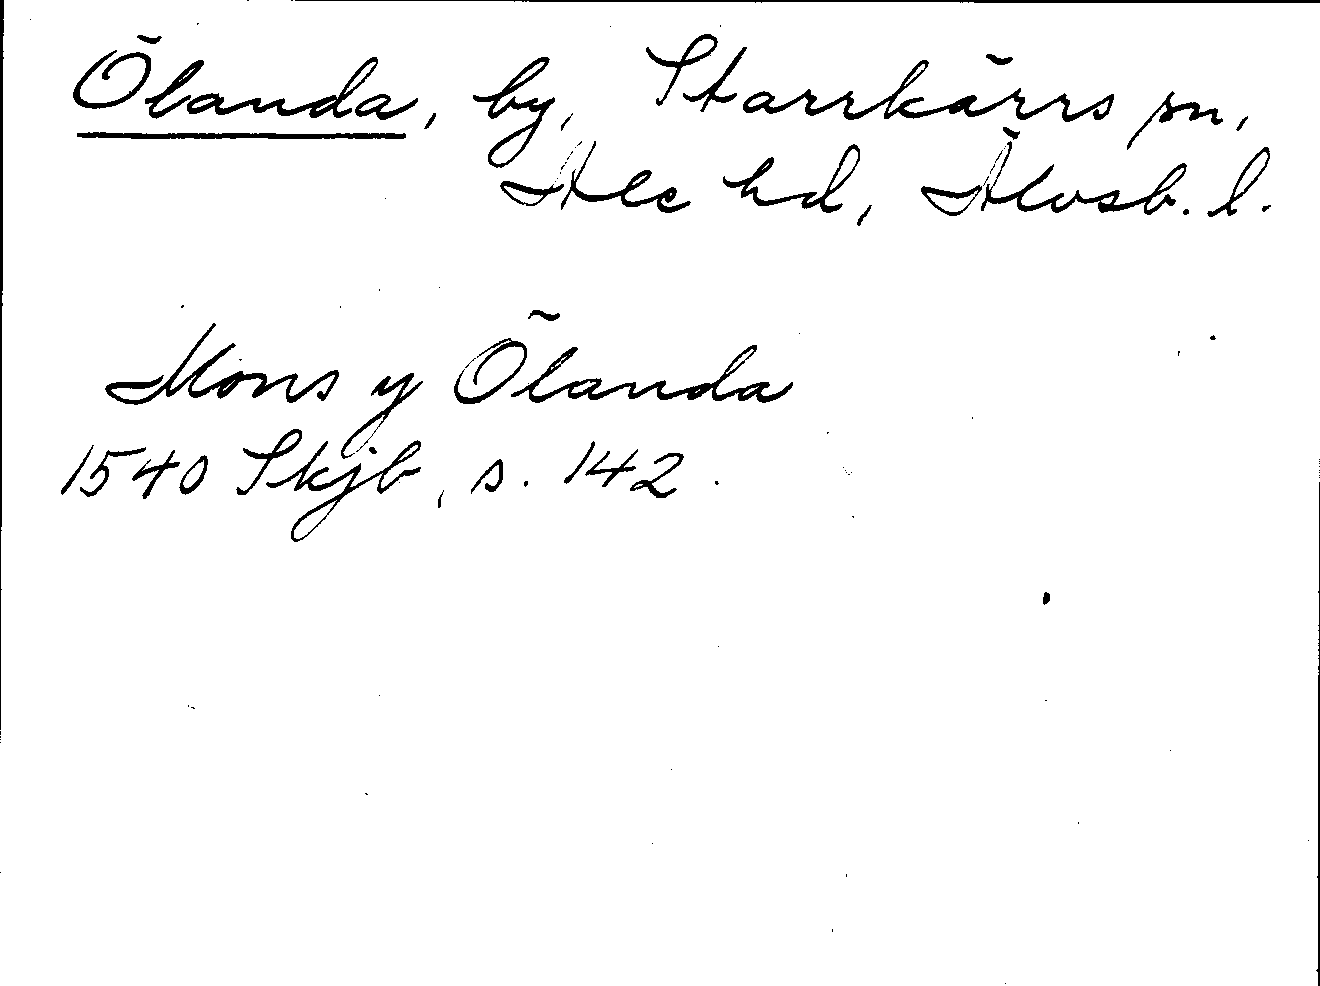 Ölanda, by, Starrkärrs sn,
Ale hd, Älvsb. l.
Mons y Ölanda
1540 Skjb, s. 142.